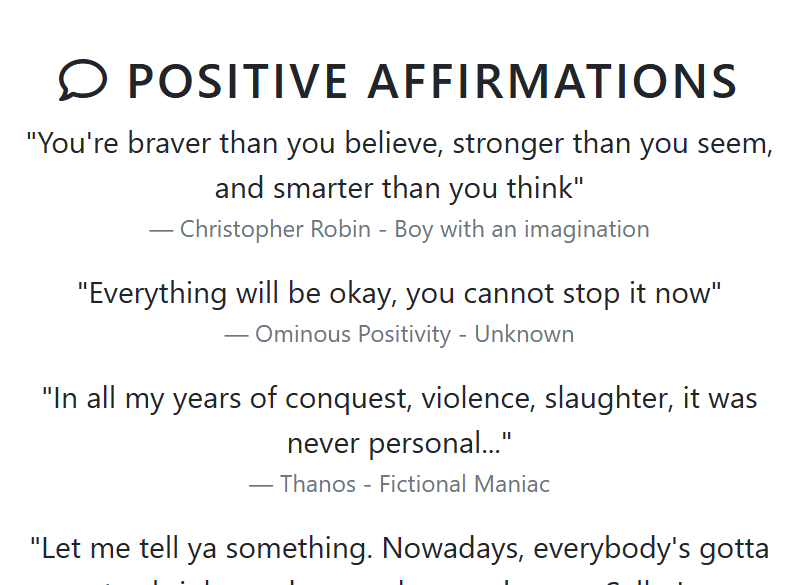 POSITIVE AFFIRMATIONS
"You're braver than you believe, stronger than you seem,
and smarter than you think"
— Christopher Robin - Boy with an imagination
"Everything will be okay, you cannot stop it now"
— Ominous Positivity - Unknown
"In all my years of conquest, violence, slaughter, it was
never personal..."
— Thanos - Fictional Maniac
"Let me tell ya something. Nowadays, everybody's gotta